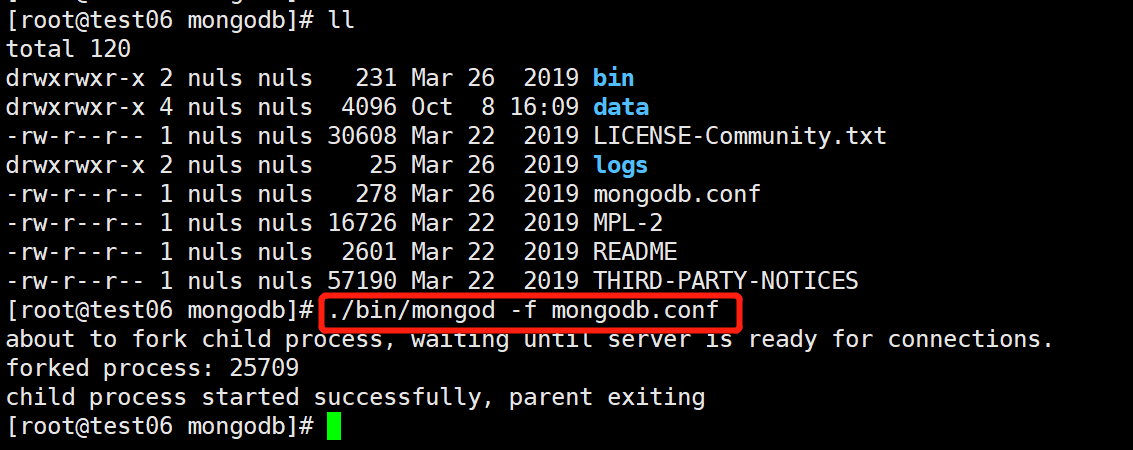 [root@test06 mongodb]# ll
total 120
drwxrwxr-x 2 nuls nuls   231 Mar 26  2019 bin
drwxrwxr-x 4 nuls nuls  4096 Oct  8 16:09 data
-rw-r--r-- 1 nuls nuls 30608 Mar 22  2019 LICENSE-Community.txt
drwxrwxr-x 2 nuls nuls    25 Mar 26  2019 logs
-rw-r--r-- 1 nuls nuls   278 Mar 26  2019 mongodb.conf
-rw-r--r-- 1 nuls nuls 16726 Mar 22  2019 MPL-2
-rw-r--r-- 1 nuls nuls  2601 Mar 22  2019 README
-rw-r--r-- 1 nuls nuls 57190 Mar 22  2019 THIRD-PARTY-NOTICES
[root@test06 mongodb]# ./bin/mongod -f mongodb.conf
about to fork child process, waiting until server is ready for connections.
forked process: 25709
child process started successfully, parent exiting
[root@test06 mongodb]#